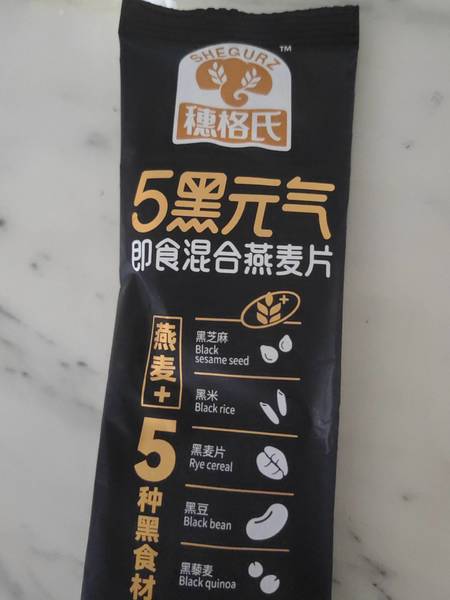 SHEGURZ
TM
穗格氏
5黑元气
即食混合燕麦片
燕麦+
5
种黑食材
黑芝麻
Black
sesame seed
黑米
Black rice
黑麦片
Rye cereal
黑豆
Black bean
黑藜麦
Black quinoa